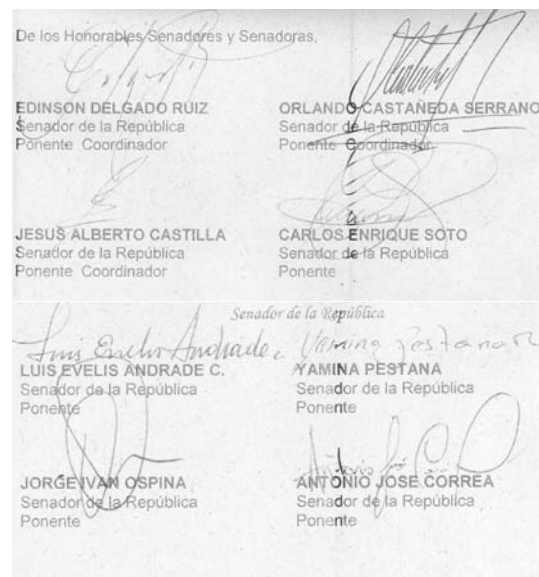 De los Honorables Senadores y Senadoras,
EDINSON DELGADO RUIZ
Senador de la República
Ponente Coordinador
ORLANDO CASTAÑEDA SERRANO
Senador de la República
Ponente Coordinador
JESUS ALBERTO CASTILLA
Senador de la República
Ponente Coordinador
CARLOS ENRIQUE SOTO
Senador de la República
Ponente
Senador de la República
Luis Evelis Andrade C
Yamina Pestana R
LUIS EVELIS ANDRADE C.
Senador de la República
Ponente
YAMINA PESTANA
Senador de la República
Ponente
JORGE IVAN OSPINA
Senador de la República
Ponente
ANTONIO JOSE CORREA
Senador de la República
Ponente